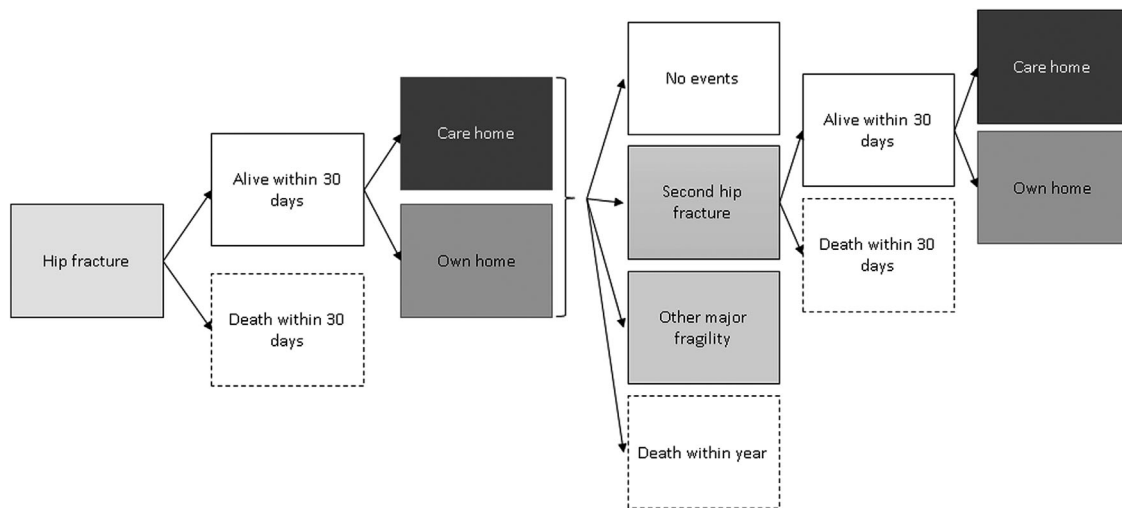 Hip fracture
Alive within 30
days
Death within 30
days
Care home
Own home
No events
Second hip
fracture
Other major
fragility
Death within year
Alive within 30
days
Death within 30
days
Care home
Own home